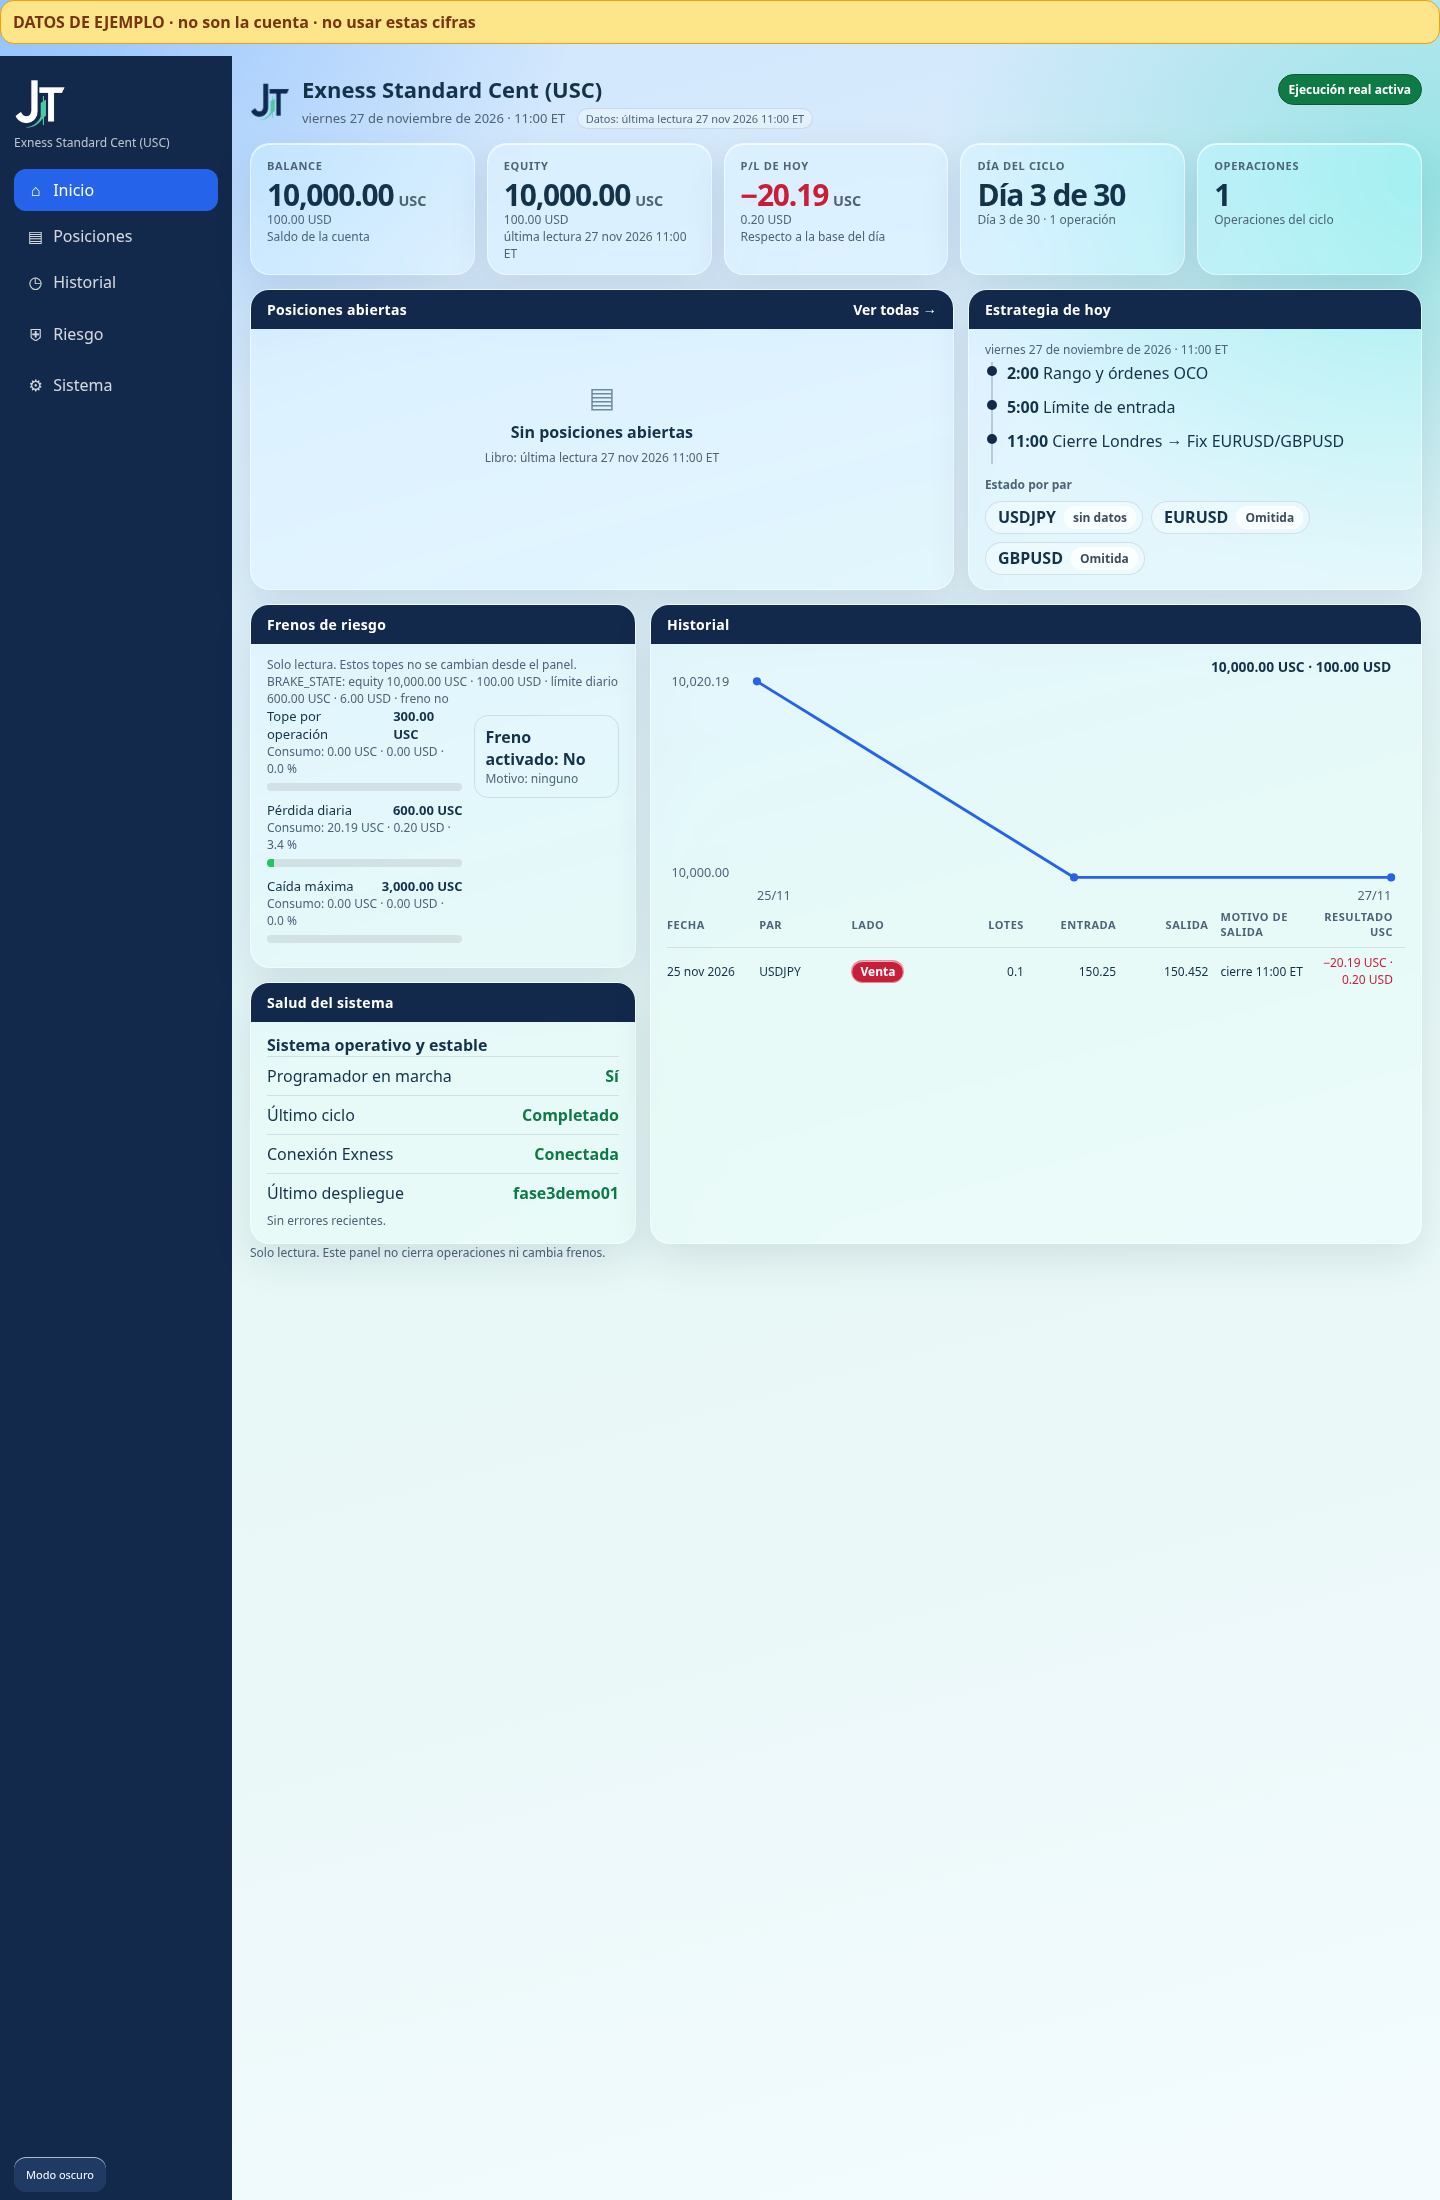 DATOS DE EJEMPLO · no son la cuenta · no usar estas cifras
JT
Exness Standard Cent (USC)
Inicio
Posiciones
Historial
Riesgo
Sistema
Modo oscuro
JT
Exness Standard Cent (USC)
viernes 27 de noviembre de 2026 · 11:00 ET
Datos: última lectura 27 nov 2026 11:00 ET
Ejecución real activa
BALANCE
10,000.00 USC
100.00 USD
Saldo de la cuenta
EQUITY
10,000.00 USC
100.00 USD
última lectura 27 nov 2026 11:00
ET
P/L DE HOY
−20.19 USC
0.20 USD
Respecto a la base del día
DÍA DEL CICLO
Día 3 de 30
Día 3 de 30 · 1 operación
OPERACIONES
1
Operaciones del ciclo
Posiciones abiertas
Ver todas →
Sin posiciones abiertas
Libro: última lectura 27 nov 2026 11:00 ET
Estrategia de hoy
viernes 27 de noviembre de 2026 · 11:00 ET
2:00 Rango y órdenes OCO
5:00 Límite de entrada
11:00 Cierre Londres → Fix EURUSD/GBPUSD
Estado por par
USDJPY sin datos
EURUSD Omitida
GBPUSD Omitida
Frenos de riesgo
Solo lectura. Estos topes no se cambian desde el panel.
BRAKE_STATE: equity 10,000.00 USC · 100.00 USD · límite diario
600.00 USC · 6.00 USD · freno no
Tope por
operación
300.00
USC
Consumo: 0.00 USC · 0.00 USD ·
0.0 %
Pérdida diaria 600.00 USC
Consumo: 20.19 USC · 0.20 USD ·
3.4 %
Caída máxima 3,000.00 USC
Consumo: 0.00 USC · 0.00 USD ·
0.0 %
Freno
activado: No
Motivo: ninguno
Salud del sistema
Sistema operativo y estable
Programador en marcha Sí
Último ciclo Completado
Conexión Exness Conectada
Último despliegue fase3demo01
Sin errores recientes.
Historial
10,000.00 USC · 100.00 USD
10,020.19
10,000.00
25/11
27/11
FECHA PAR LADO LOTES ENTRADA SALIDA MOTIVO DE
SALIDA
RESULTADO
USC
25 nov 2026 USDJPY Venta 0.1 150.25 150.452 cierre 11:00 ET −20.19 USC ·
0.20 USD
Solo lectura. Este panel no cierra operaciones ni cambia frenos.